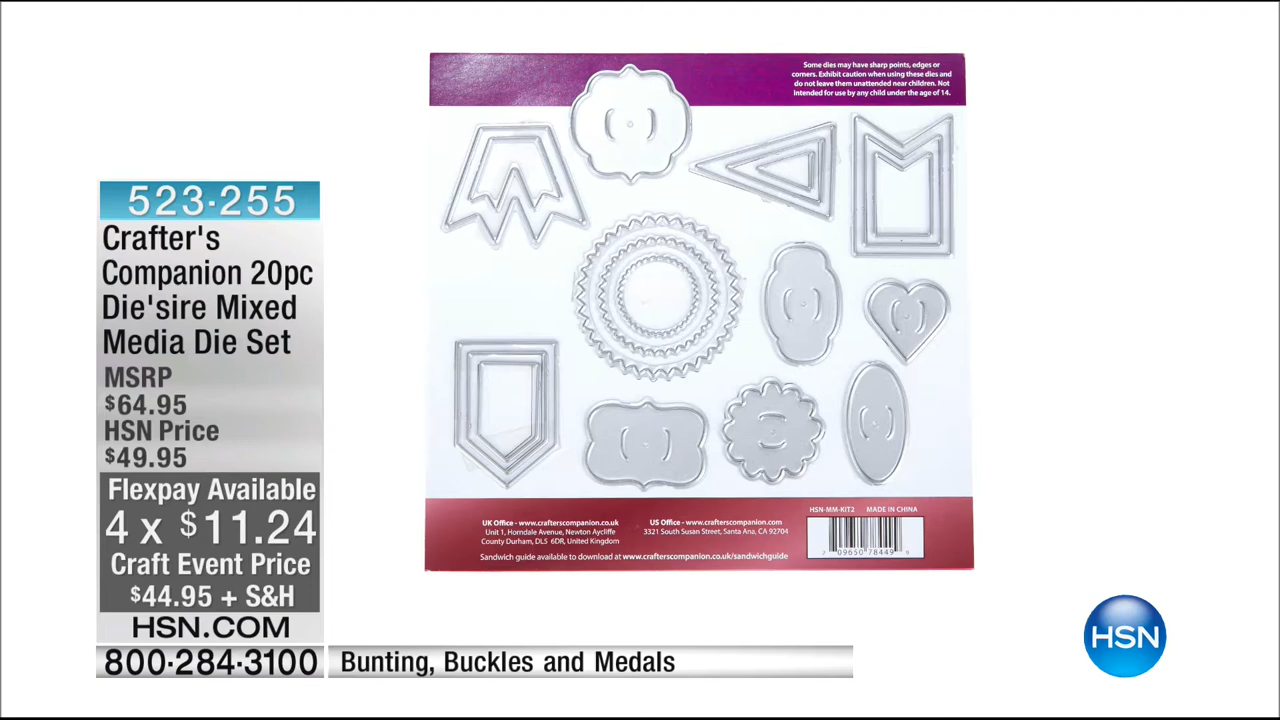 Some dies may have sharp points, edges or
corners. Exhibit caution when using these dies and
do not leave them unattended near children. Not
intended for use by any child under the age of 14.
523·255
Crafter's
Companion 20pc
Die'sire Mixed
Media Die Set
MSRP
$64.95
HSN Price
$49.95
Flexpay Available
4 x $11.24
Craft Event Price
$44.95 + S&H
HSN.COM
800·284·3100
Bunting, Buckles and Medals
UK Office - www.crafterscompanion.co.uk
Unit 1, Horndale Avenue, Newton Aycliffe
County Durham, DL5 6DR, United Kingdom
US Office - www.crafterscompanion.com
3321 South Susan Street, Santa Ana, CA 92704
Sandwich guide available to download at www.crafterscompanion.co.uk/sandwichguide
HSN-MM-KIT2 MADE IN CHINA
2 09650 78449 9
HSN